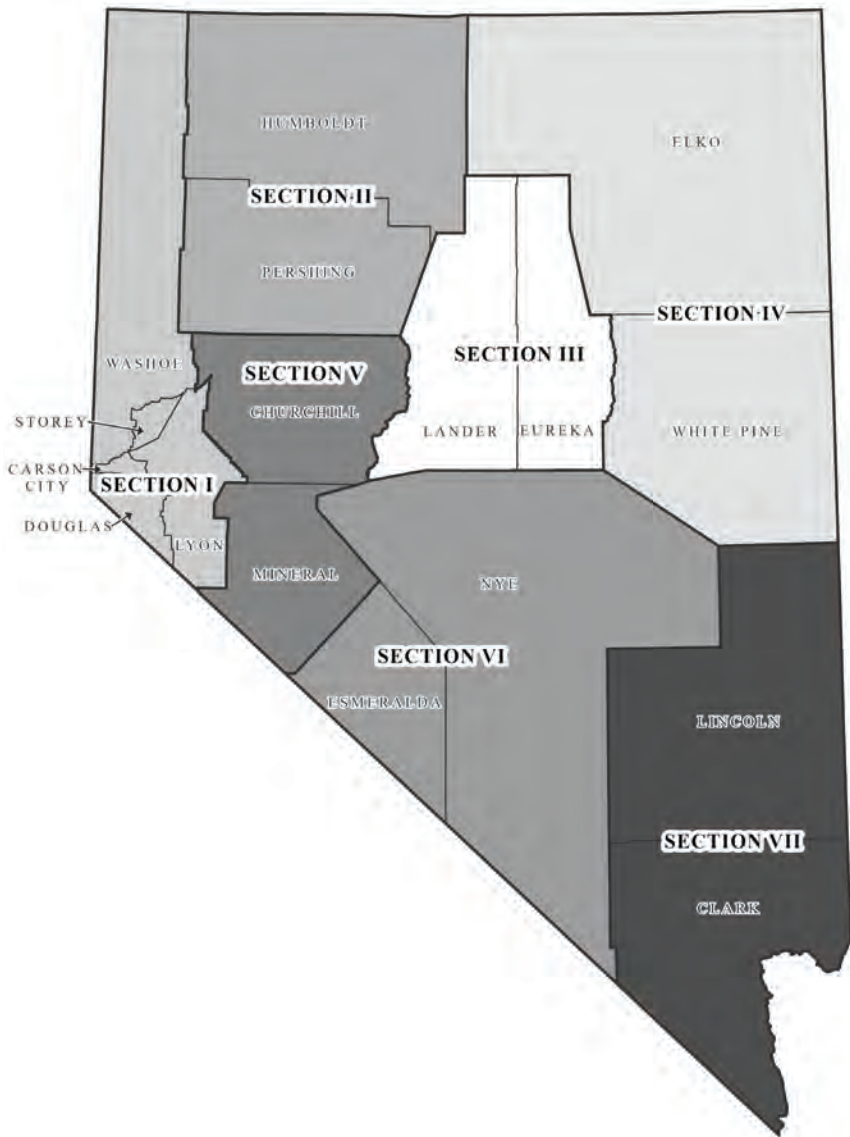 HUMBOLDT
ELKO
SECTION II
PERSHING
SECTION IV
SECTION III
WASHOE
SECTION V
CHURCHILL
STOREY
LANDER
EUREKA
WHITE PINE
CARSON
CITY
SECTION I
DOUGLAS
LYON
MINERAL
NYE
SECTION VI
ESMERALDA
LINCOLN
SECTION VII
CLARK